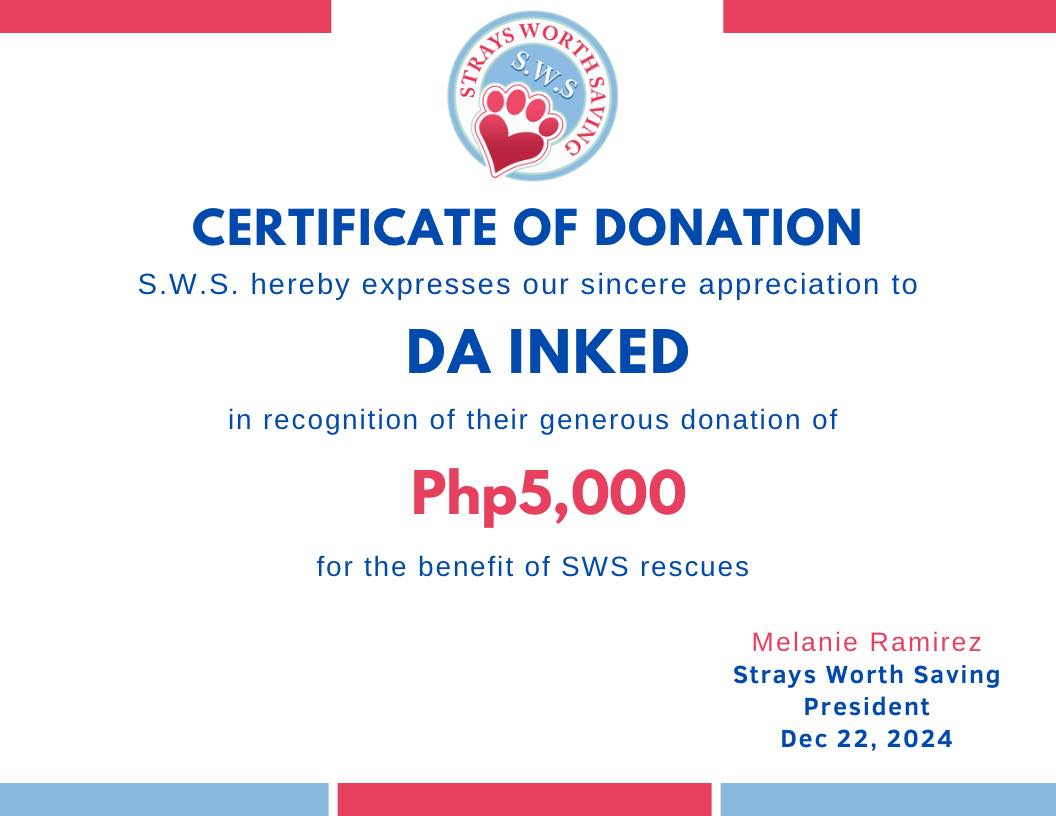 STRAYS WORTH SAVING
S.W.S
CERTIFICATE OF DONATION
S.W.S. hereby expresses our sincere appreciation to
DA INKED
in recognition of their generous donation of
Php5,000
for the benefit of SWS rescues
Melanie Ramirez
Strays Worth Saving
President
Dec 22, 2024